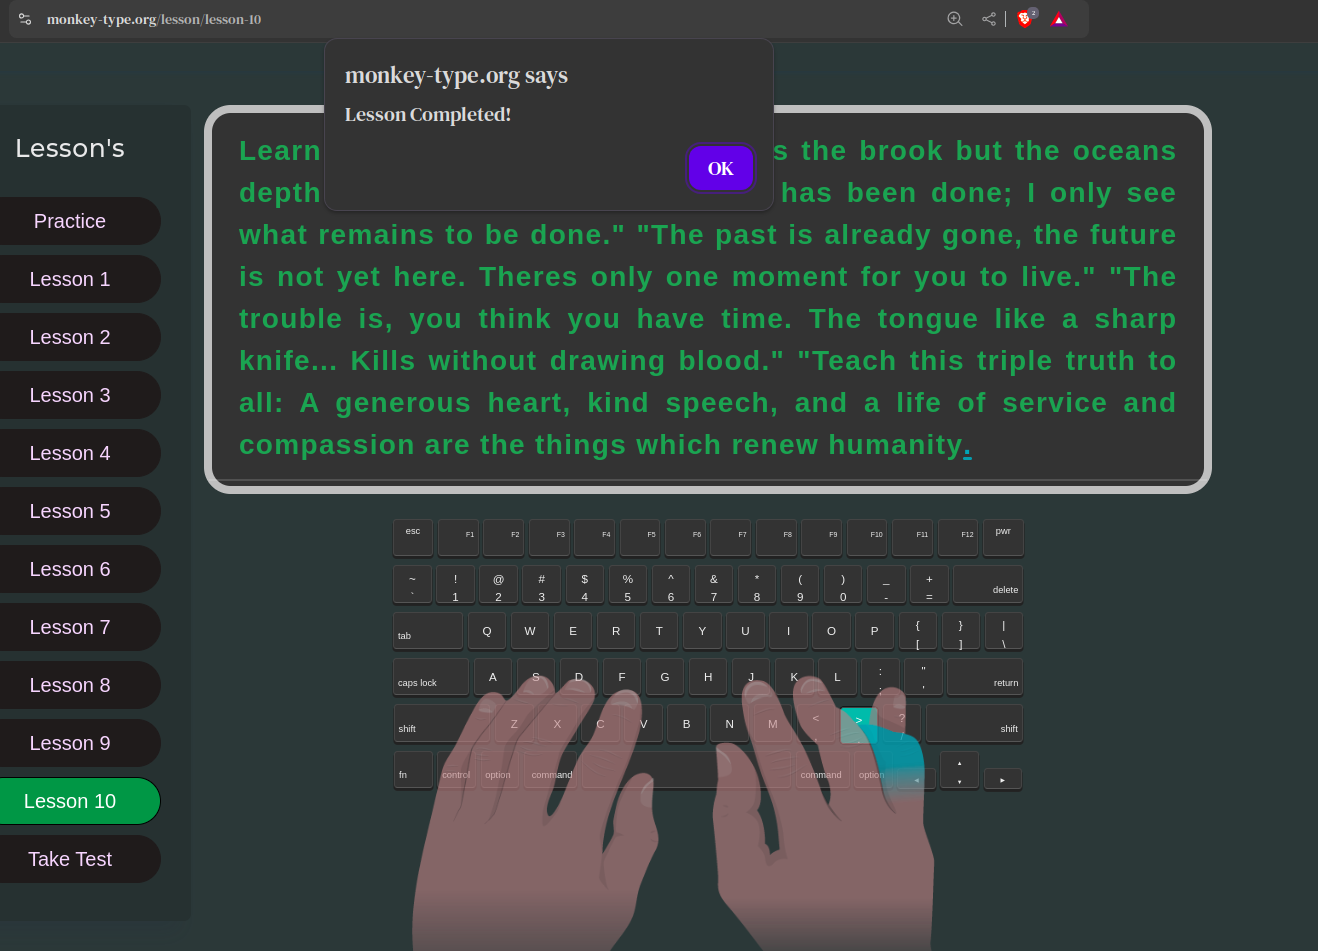 monkey-type.org/lesson/lesson-10
2
monkey-type.org says
Lesson Completed!
OK
Lesson's
Practice
Lesson 1
Lesson 2
Lesson 3
Lesson 4
Lesson 5
Lesson 6
Lesson 7
Lesson 8
Lesson 9
Lesson 10
Take Test
Learn s the brook but the oceans
depth has been done; I only see
what remains to be done." "The past is already gone, the future
is not yet here. Theres only one moment for you to live." "The
trouble is, you think you have time. The tongue like a sharp
knife... Kills without drawing blood." "Teach this triple truth to
all: A generous heart, kind speech, and a life of service and
compassion are the things which renew humanity.
esc F1 F2 F3 F4 F5 F6 F7 F8 F9 F10 F11 F12 pwr
~ ! @ # $ % ^ & * ( ) _ +
` 1 2 3 4 5 6 7 8 9 0 - = delete
tab Q W E R T Y U I O P { } |
[ ] \
caps lock A S D F G H J K L : " return
; '
shift Z X C V B N M < > ? shift
, /
fn control option command command option ◂ ▴ ▾ ▸